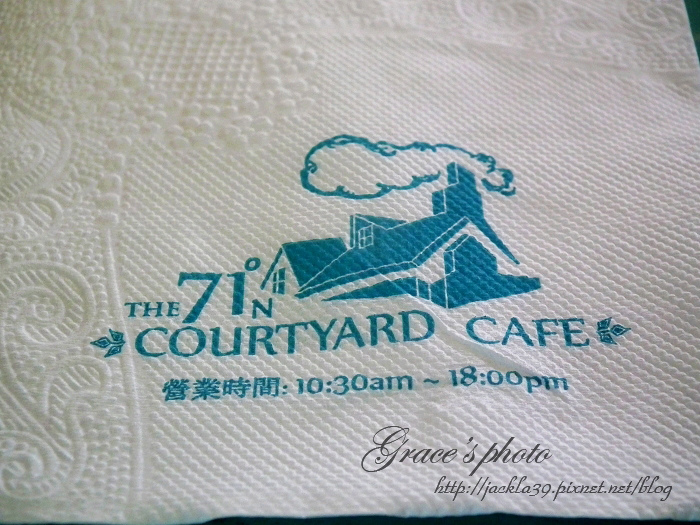 THE 71°N
COURTYARD CAFE
營業時間: 10:30am ~ 18:00pm
Grace's photo
http://jackla39.pixnet.net/blog